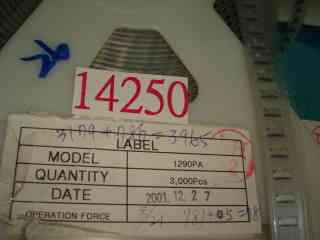 14250
LABEL
MODEL 1290PA
QUANTITY 3,000Pcs
DATE 2001. 12. 2 7
OPERATION FORCE